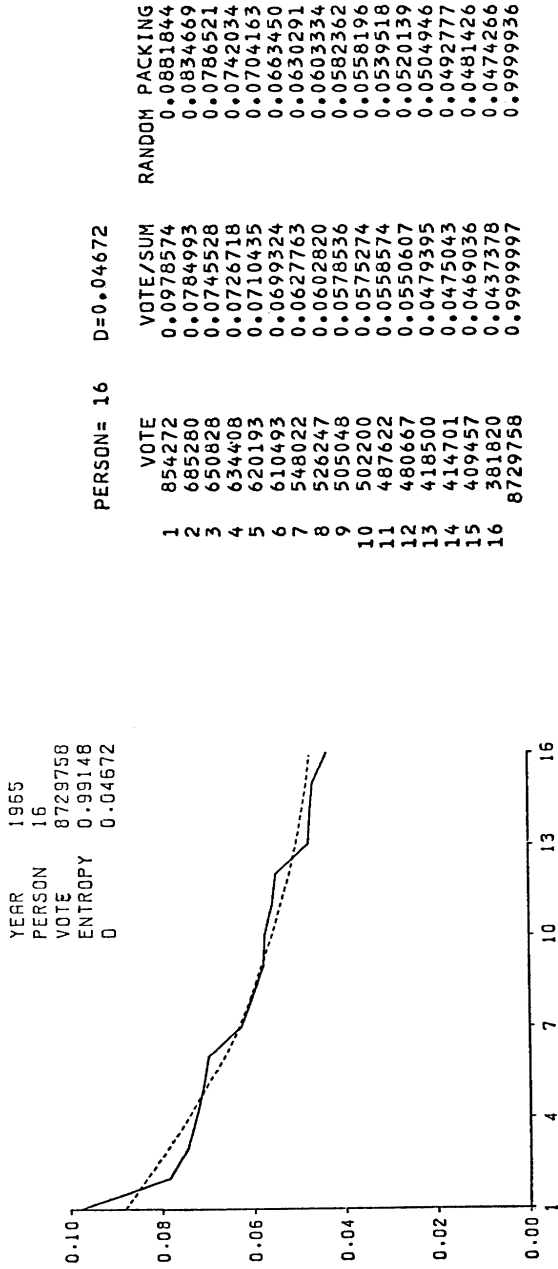 YEAR 1965
PERSON 16
VOTE 8729758
ENTROPY 0.99148
D 0.04672
0.10
0.08
0.06
0.04
0.02
0.00
1 4 7 10 13 16
PERSON= 16 D=0.04672
VOTE VOTE/SUM RANDOM PACKING
1 854272 0.0978574 0.0881844
2 685280 0.0784993 0.0834669
3 650828 0.0745528 0.0786521
4 634408 0.0726718 0.0742034
5 620193 0.0710435 0.0704163
6 610493 0.0699324 0.0663450
7 548022 0.0627763 0.0630291
8 526247 0.0602820 0.0603334
9 505048 0.0578536 0.0582362
10 502200 0.0575274 0.0558196
11 487622 0.0558574 0.0539518
12 480667 0.0550607 0.0520139
13 418500 0.0479395 0.0504946
14 414701 0.0475043 0.0492777
15 409457 0.0469036 0.0481426
16 381820 0.0437378 0.0474266
8729758 0.9999997 0.9999936